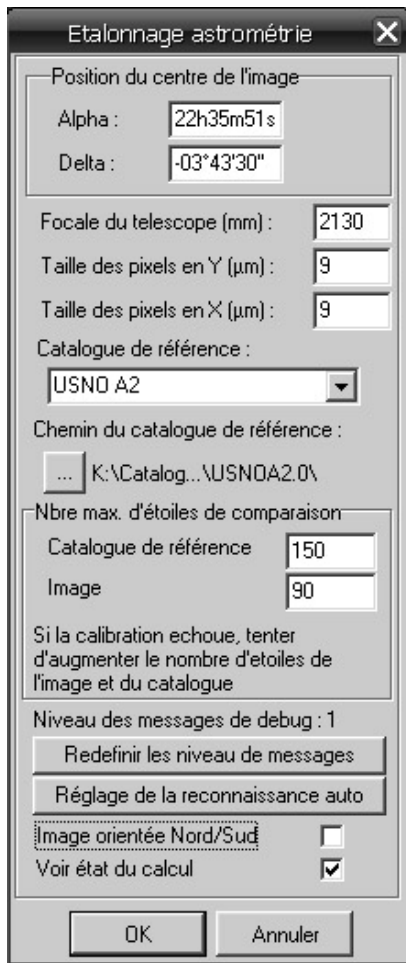 Etalonnage astrométrie
Position du centre de l'image
Alpha : 22h35m51s
Delta : -03°43'30"
Focale du telescope (mm) : 2130
Taille des pixels en Y (µm) : 9
Taille des pixels en X (µm) : 9
Catalogue de référence :
USNO A2
Chemin du catalogue de référence :
... K:\Catalog...\USNOA2.0\
Nbre max. d'étoiles de comparaison
Catalogue de référence 150
Image 90
Si la calibration echoue, tenter
d'augmenter le nombre d'etoiles de
l'image et du catalogue
Niveau des messages de debug : 1
Redefinir les niveau de messages
Réglage de la reconnaissance auto
Image orientée Nord/Sud
Voir état du calcul
OK Annuler